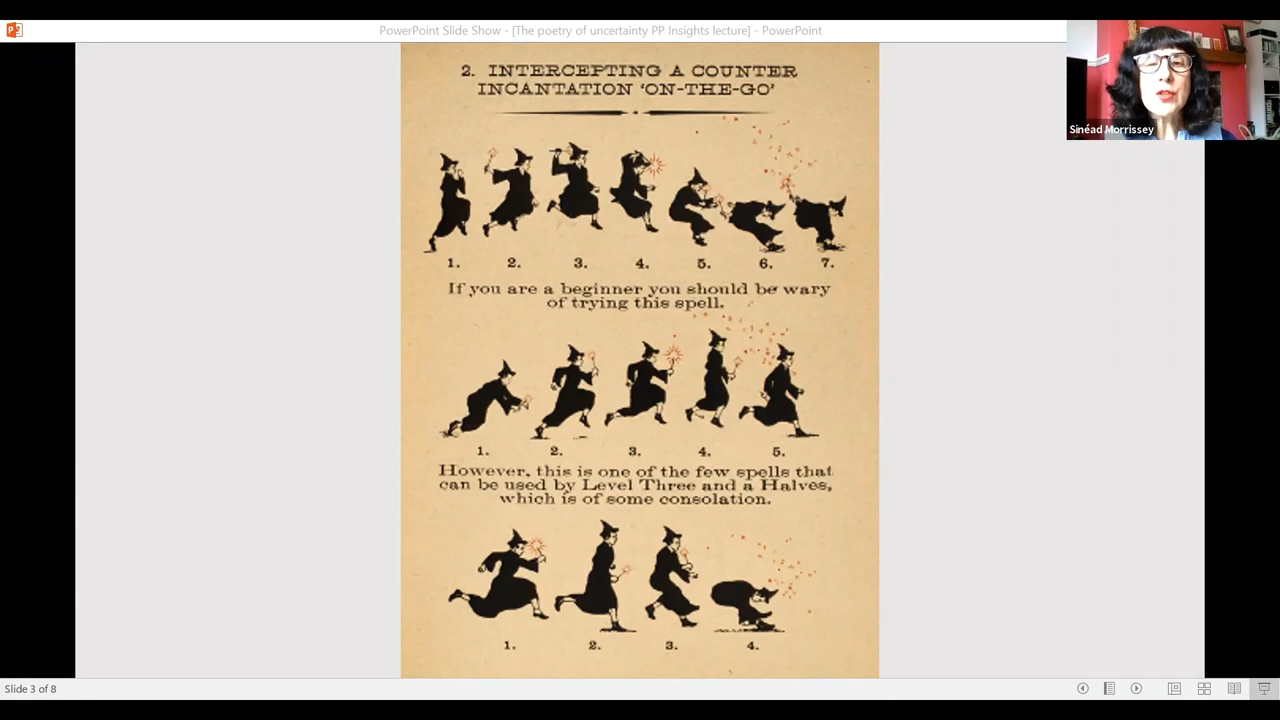 PowerPoint Slide Show - [The poetry of uncertainty PP Insights lecture] - PowerPoint
Sinéad Morrissey
2. INTERCEPTING A COUNTER
INCANTATION ‘ON-THE-GO’
1. 2. 3. 4. 5. 6. 7.
If you are a beginner you should be wary
of trying this spell.
1. 2. 3. 4. 5.
However, this is one of the few spells that
can be used by Level Three and a Halves,
which is of some consolation.
1. 2. 3. 4.
Slide 3 of 8